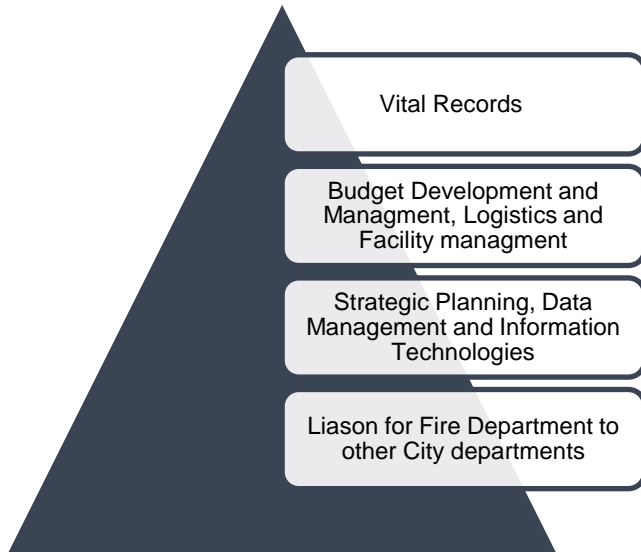 Vital Records
Budget Development and
Managment, Logistics and
Facility managment
Strategic Planning, Data
Management and Information
Technologies
Liason for Fire Department to
other City departments